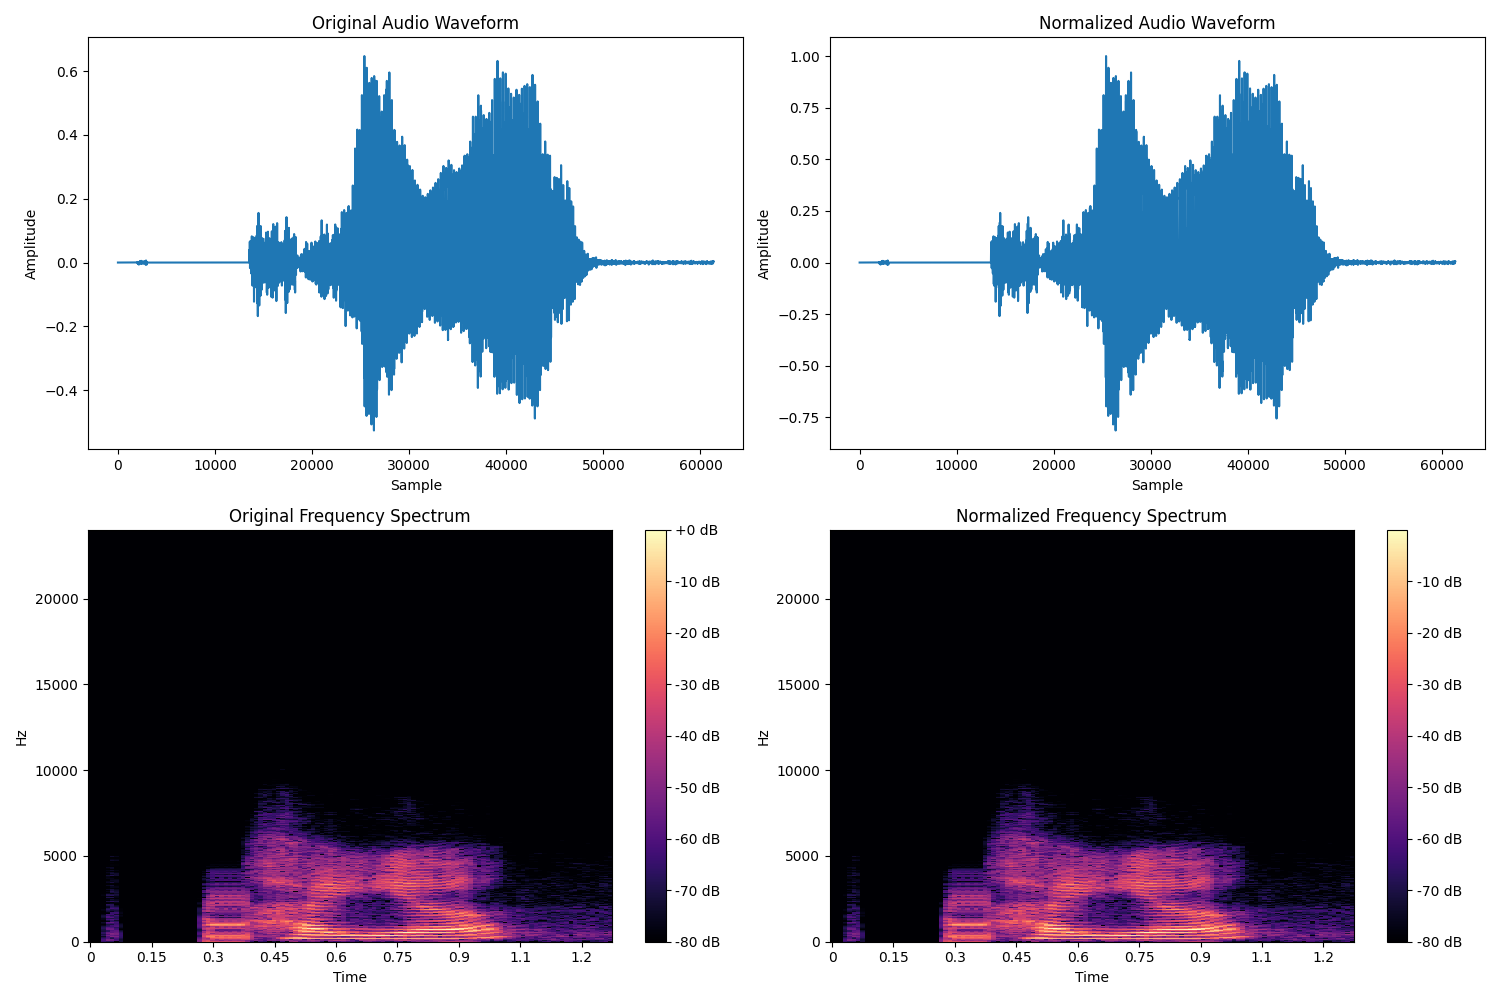 Original Audio Waveform
Amplitude
0.6
0.4
0.2
0.0
−0.2
−0.4
0 10000 20000 30000 40000 50000 60000
Sample
Normalized Audio Waveform
Amplitude
1.00
0.75
0.50
0.25
0.00
−0.25
−0.50
−0.75
0 10000 20000 30000 40000 50000 60000
Sample
Original Frequency Spectrum
Hz
20000
15000
10000
5000
0
0 0.15 0.3 0.45 0.6 0.75 0.9 1.1 1.2
Time
+0 dB
-10 dB
-20 dB
-30 dB
-40 dB
-50 dB
-60 dB
-70 dB
-80 dB
Normalized Frequency Spectrum
Hz
20000
15000
10000
5000
0
0 0.15 0.3 0.45 0.6 0.75 0.9 1.1 1.2
Time
-10 dB
-20 dB
-30 dB
-40 dB
-50 dB
-60 dB
-70 dB
-80 dB